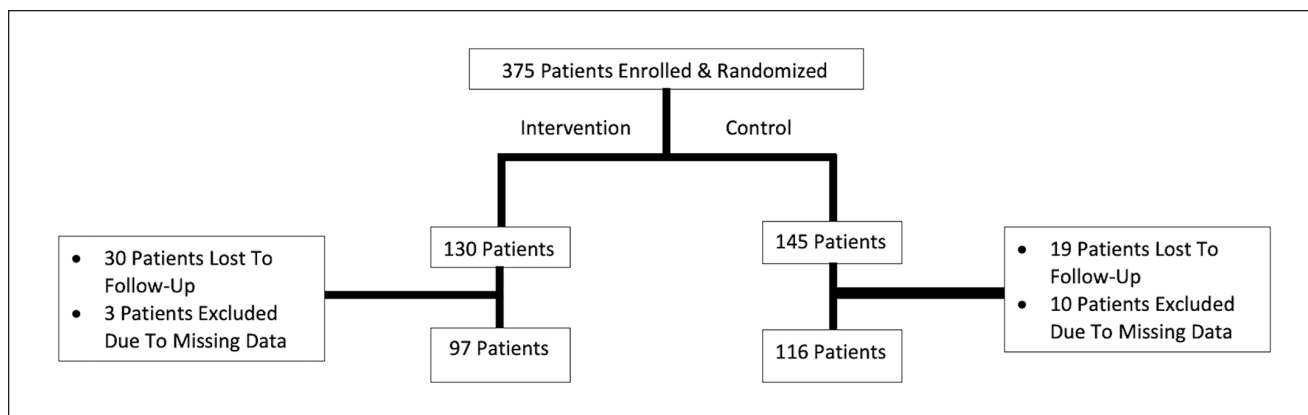 375 Patients Enrolled & Randomized
Intervention
Control
130 Patients
145 Patients
• 30 Patients Lost To
Follow-Up
• 3 Patients Excluded
Due To Missing Data
• 19 Patients Lost To
Follow-Up
• 10 Patients Excluded
Due To Missing Data
97 Patients
116 Patients